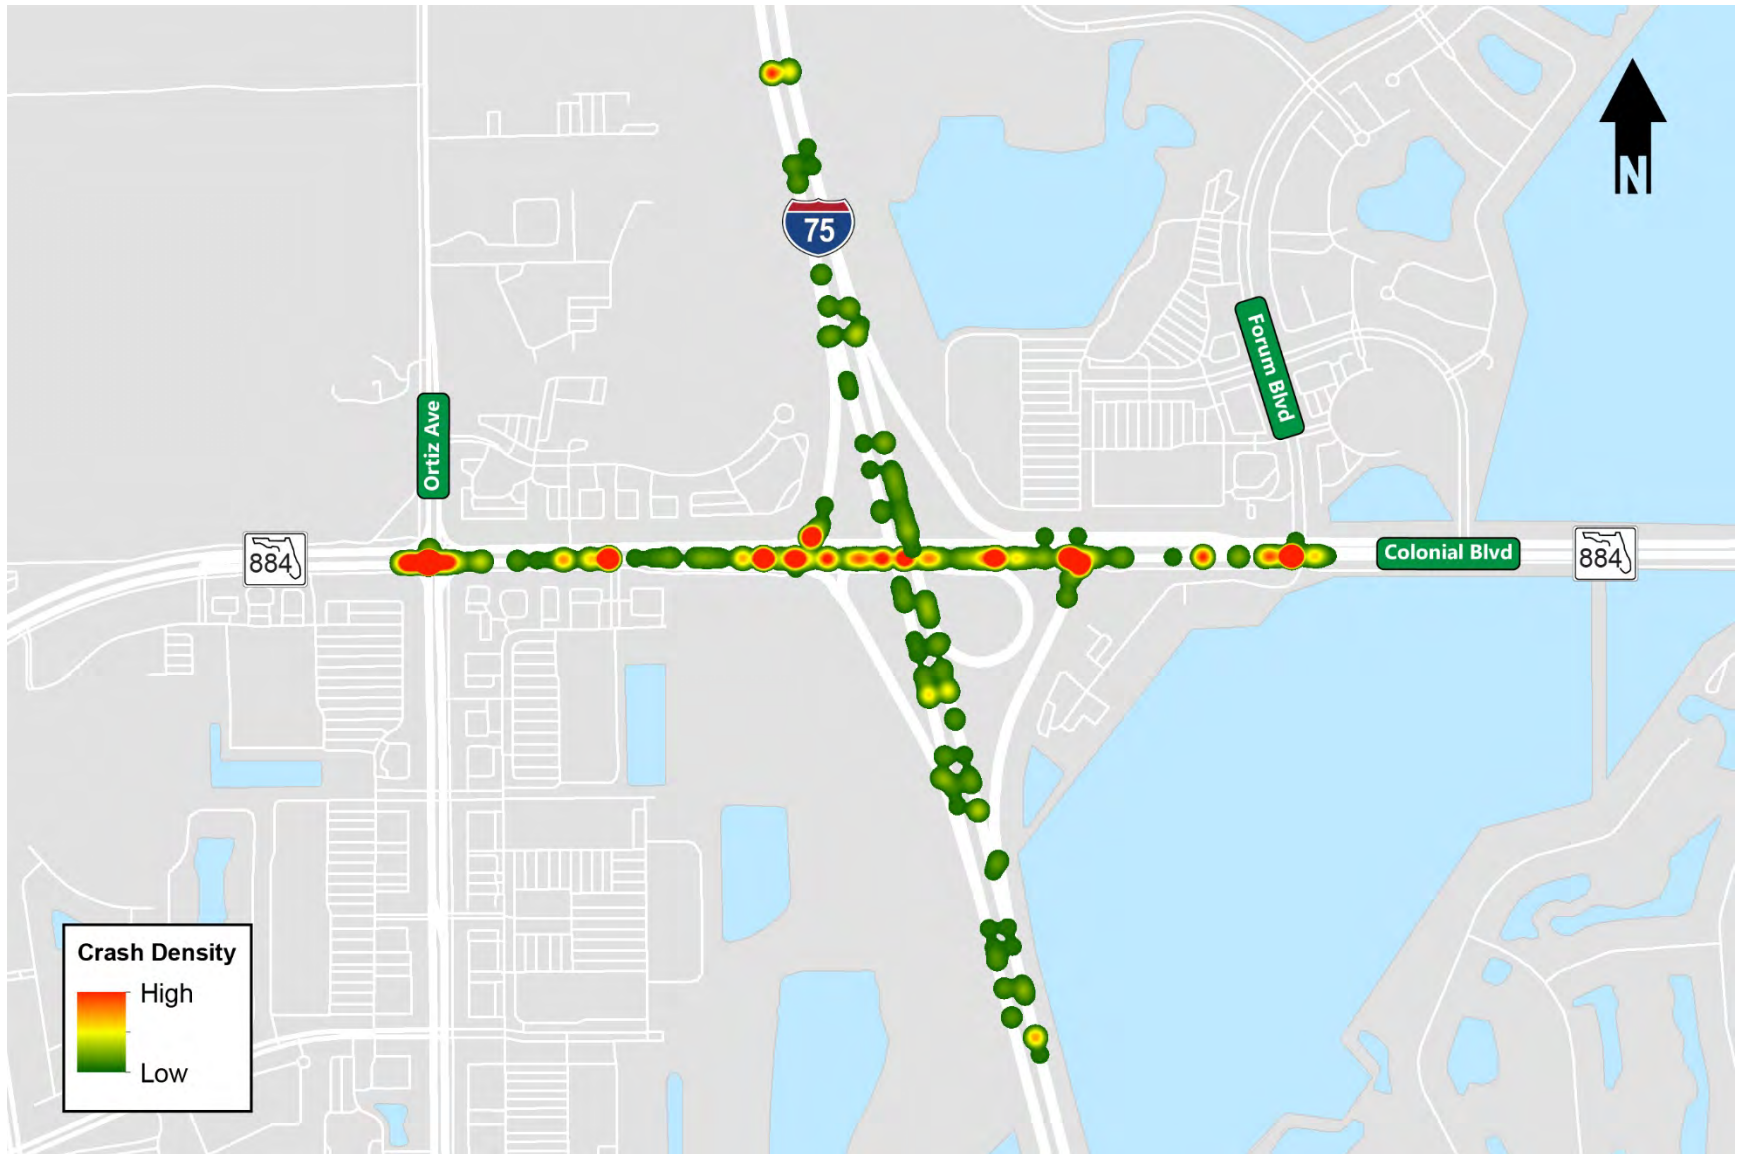 N
75
Forum Blvd
Ortiz Ave
884
Colonial Blvd
884
Crash Density
High
Low